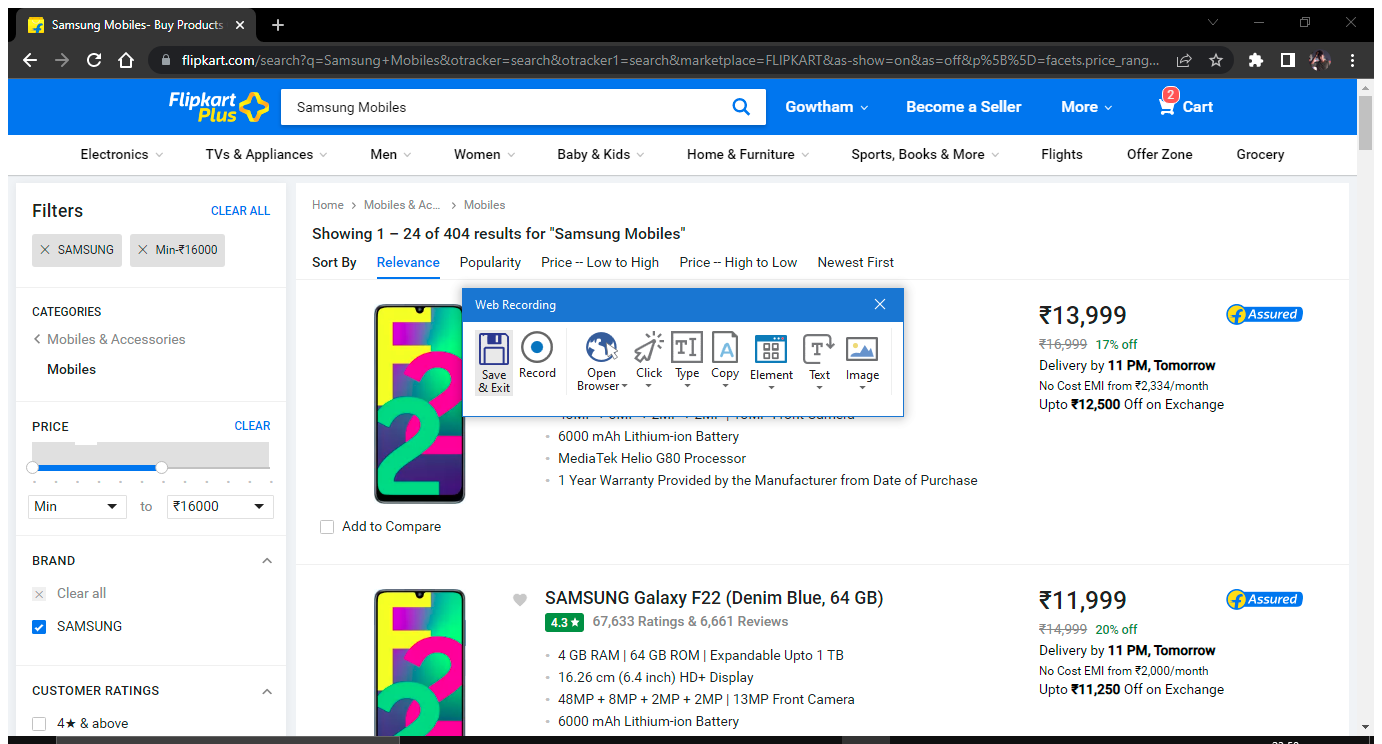 Samsung Mobiles- Buy Products
flipkart.com/search?q=Samsung+Mobiles&otracker=search&otracker1=search&marketplace=FLIPKART&as-show=on&as=off&p%5B%5D=facets.price_rang...
Flipkart
Plus
Samsung Mobiles
Gowtham
Become a Seller
More
2
Cart
Electronics
TVs & Appliances
Men
Women
Baby & Kids
Home & Furniture
Sports, Books & More
Flights
Offer Zone
Grocery
Filters
CLEAR ALL
SAMSUNG
Min-₹16000
CATEGORIES
Mobiles & Accessories
Mobiles
PRICE
CLEAR
Min
to
₹16000
BRAND
Clear all
SAMSUNG
CUSTOMER RATINGS
4★ & above
Home
Mobiles & Ac...
Mobiles
Showing 1 – 24 of 404 results for "Samsung Mobiles"
Sort By
Relevance
Popularity
Price -- Low to High
Price -- High to Low
Newest First
Web Recording
Save
& Exit
Record
Open
Browser
Click
Type
Copy
Element
Text
Image
48MP + 8MP + 2MP + 2MP | 13MP Front Camera
6000 mAh Lithium-ion Battery
MediaTek Helio G80 Processor
1 Year Warranty Provided by the Manufacturer from Date of Purchase
₹13,999
Assured
₹16,999 17% off
Delivery by 11 PM, Tomorrow
No Cost EMI from ₹2,334/month
Upto ₹12,500 Off on Exchange
Add to Compare
SAMSUNG Galaxy F22 (Denim Blue, 64 GB)
4.3★ 67,633 Ratings & 6,661 Reviews
4 GB RAM | 64 GB ROM | Expandable Upto 1 TB
16.26 cm (6.4 inch) HD+ Display
48MP + 8MP + 2MP + 2MP | 13MP Front Camera
6000 mAh Lithium-ion Battery
₹11,999
Assured
₹14,999 20% off
Delivery by 11 PM, Tomorrow
No Cost EMI from ₹2,000/month
Upto ₹11,250 Off on Exchange